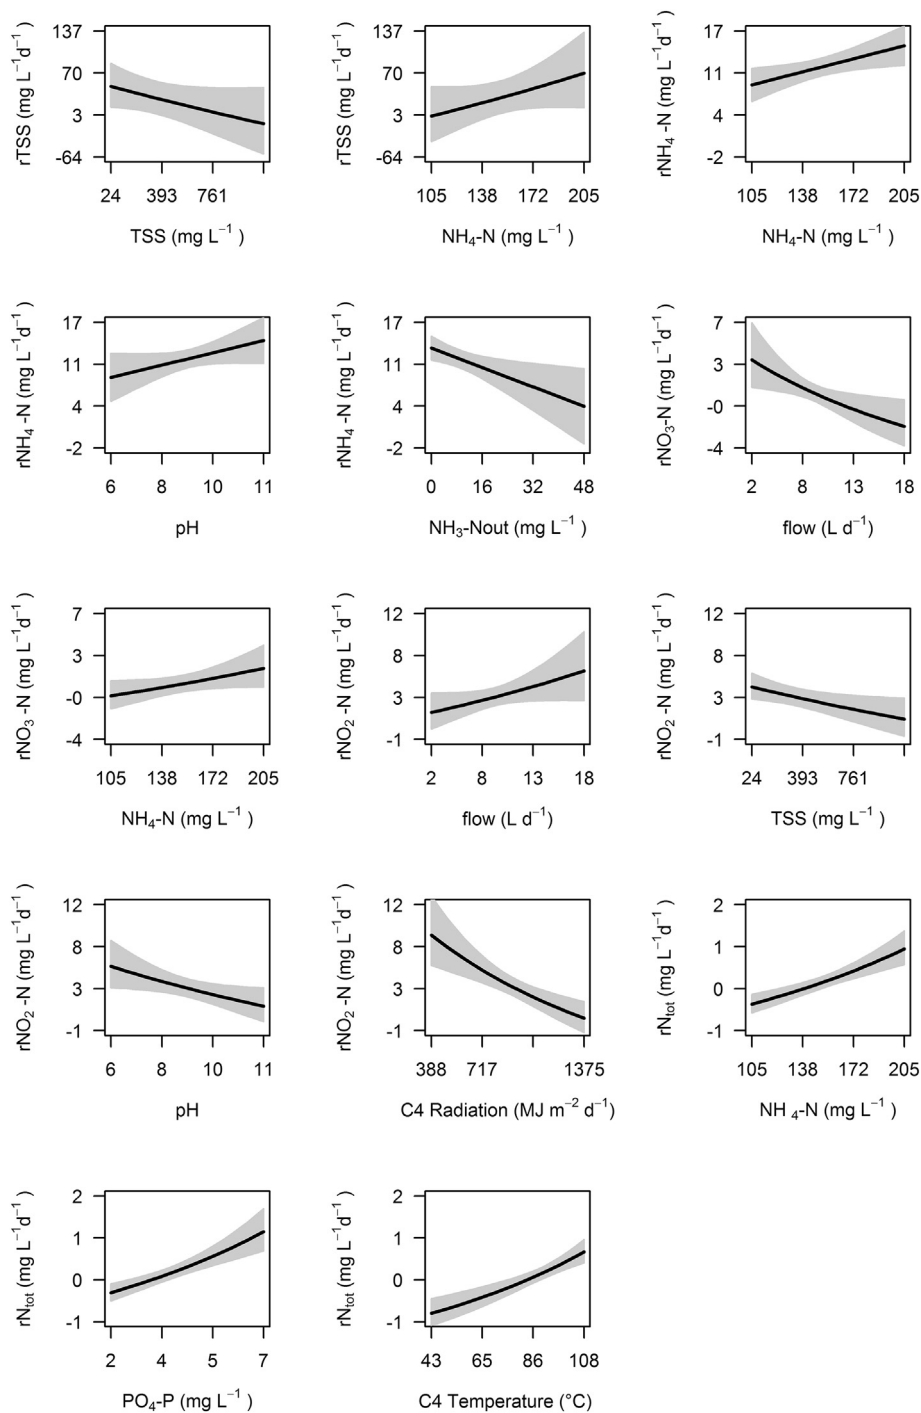 rTSS (mg L⁻¹d⁻¹)
137
70
3
-64
24 393 761
TSS (mg L⁻¹ )
rTSS (mg L⁻¹d⁻¹ )
137
70
3
-64
105 138 172 205
NH₄-N (mg L⁻¹ )
rNH₄ -N (mg L⁻¹d⁻¹ )
17
11
4
-2
105 138 172 205
NH₄-N (mg L⁻¹ )
rNH₄ -N (mg L⁻¹d⁻¹ )
17
11
4
-2
6 8 10 11
pH
rNH₄ -N (mg L⁻¹d⁻¹ )
17
11
4
-2
0 16 32 48
NH₃-Nout (mg L⁻¹ )
rNO₃-N (mg L⁻¹d⁻¹ )
7
3
-0
-4
2 8 13 18
flow (L d⁻¹)
rNO₃ -N (mg L⁻¹d⁻¹ )
7
3
-0
-4
105 138 172 205
NH₄-N (mg L⁻¹ )
rNO₂ -N (mg L⁻¹d⁻¹ )
12
8
3
-1
2 8 13 18
flow (L d⁻¹)
rNO₂ -N (mg L⁻¹d⁻¹ )
12
8
3
-1
24 393 761
TSS (mg L⁻¹ )
rNO₂ -N (mg L⁻¹d⁻¹ )
12
8
3
-1
6 8 10 11
pH
rNO₂ -N (mg L⁻¹d⁻¹ )
12
8
3
-1
388 717 1375
C4 Radiation (MJ m⁻² d⁻¹)
rNtot (mg L⁻¹d⁻¹ )
2
1
0
-1
105 138 172 205
NH ₄-N (mg L⁻¹ )
rNtot (mg L⁻¹d⁻¹ )
2
1
0
-1
2 4 5 7
PO₄-P (mg L⁻¹ )
rNtot (mg L⁻¹d⁻¹ )
2
1
0
-1
43 65 86 108
C4 Temperature (°C)